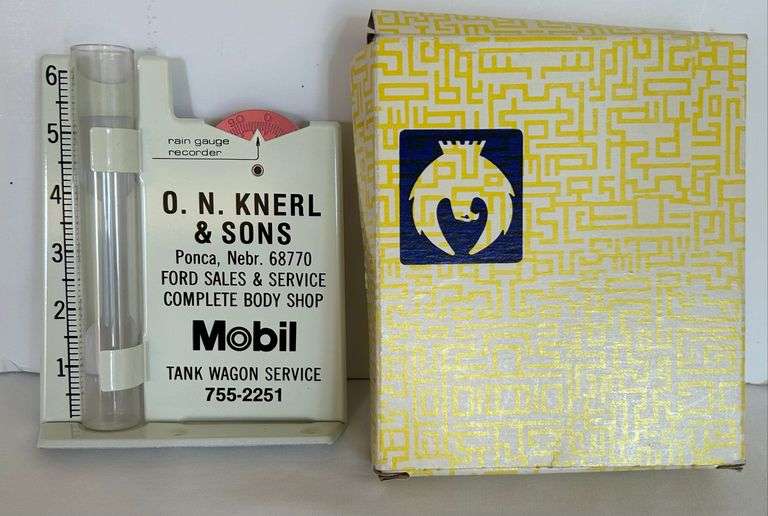 6
5
4
3
2
1
0
rain gauge
recorder
O. N. KNERL
& SONS
Ponca, Nebr. 68770
FORD SALES & SERVICE
COMPLETE BODY SHOP
Mobil
TANK WAGON SERVICE
755-2251